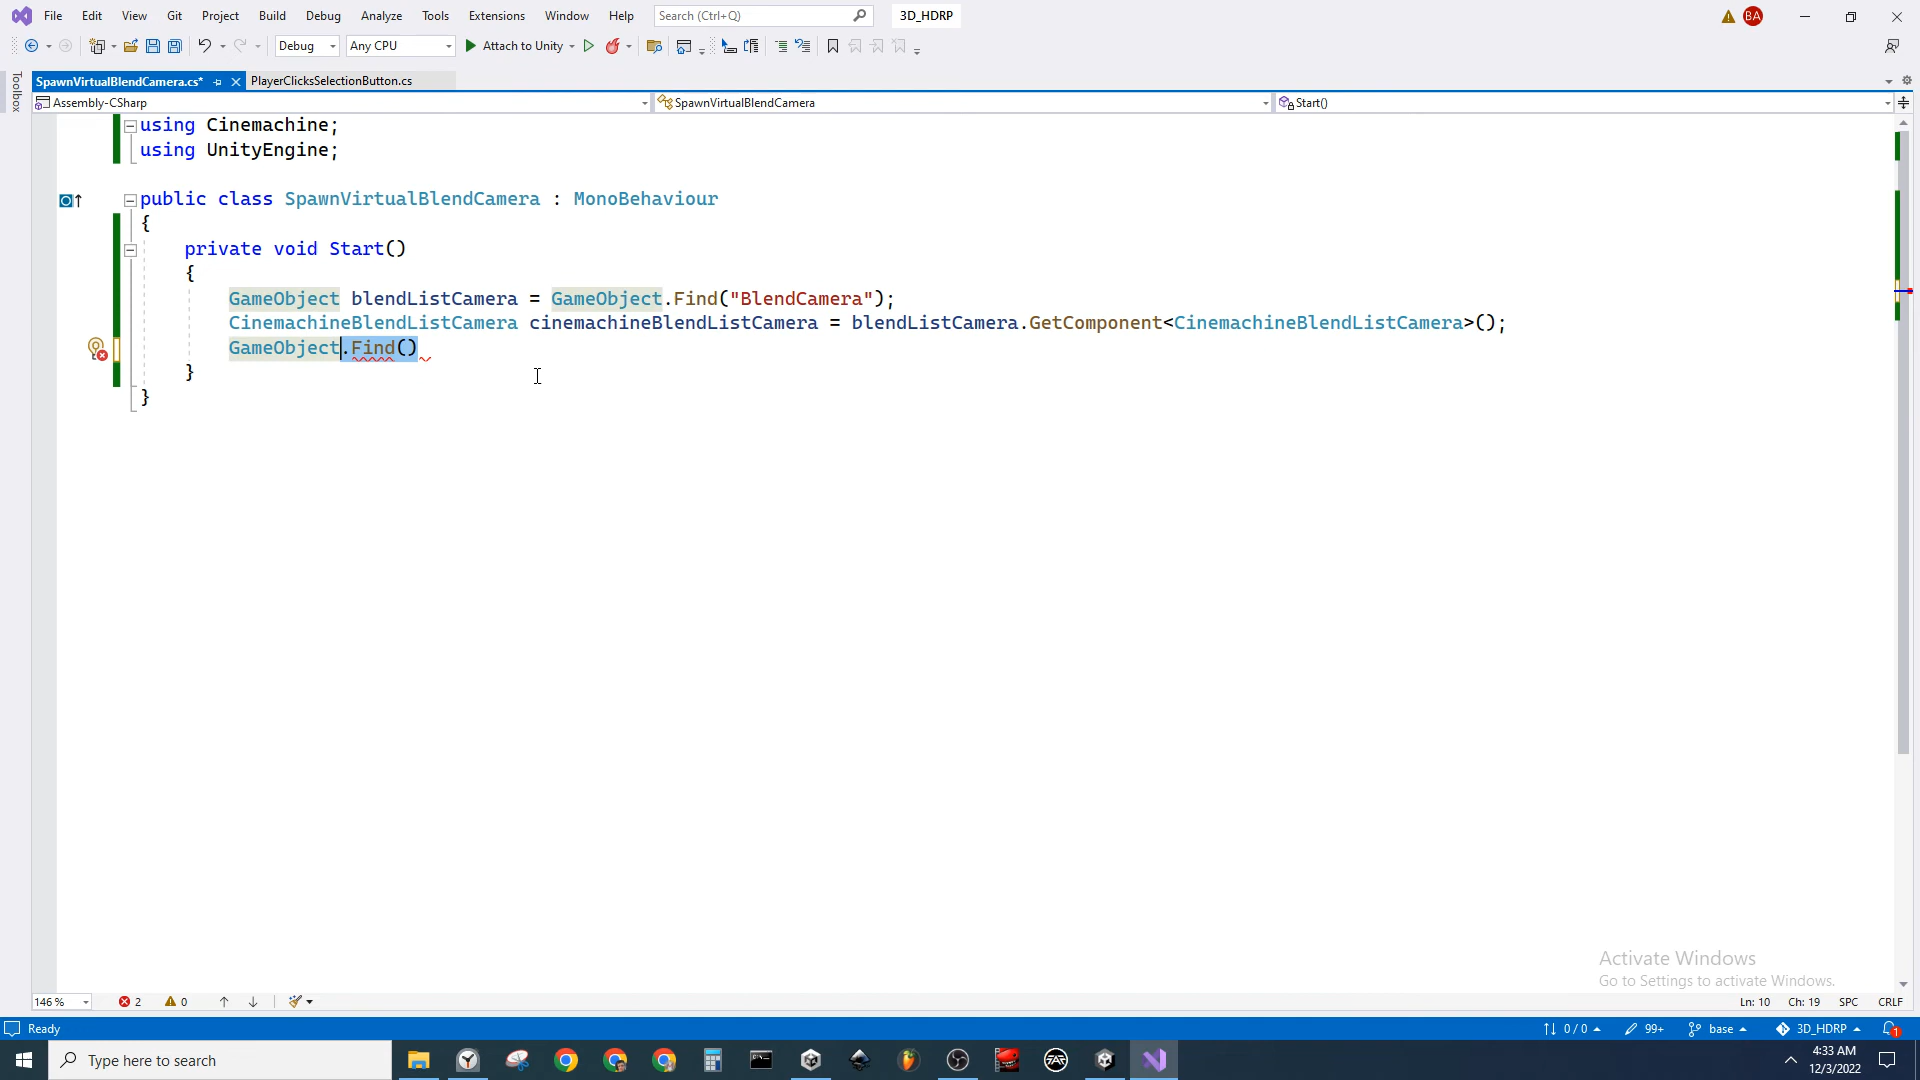 File Edit View Git Project Build Debug Analyze Tools Extensions Window Help Search (Ctrl+Q) 3D_HDRP BA
Debug Any CPU Attach to Unity
Toolbox
SpawnVirtualBlendCamera.cs* PlayerClicksSelectionButton.cs
Assembly-CSharp SpawnVirtualBlendCamera Start()
using Cinemachine;
using UnityEngine;
public class SpawnVirtualBlendCamera : MonoBehaviour
{
private void Start()
{
GameObject blendListCamera = GameObject.Find("BlendCamera");
CinemachineBlendListCamera cinemachineBlendListCamera = blendListCamera.GetComponent<CinemachineBlendListCamera>();
GameObject.Find()
}
}
Activate Windows
Go to Settings to activate Windows.
146 % 2 0 Ln: 10 Ch: 19 SPC CRLF
Ready 0 / 0 99+ base 3D_HDRP 1
Type here to search 4:33 AM
12/3/2022